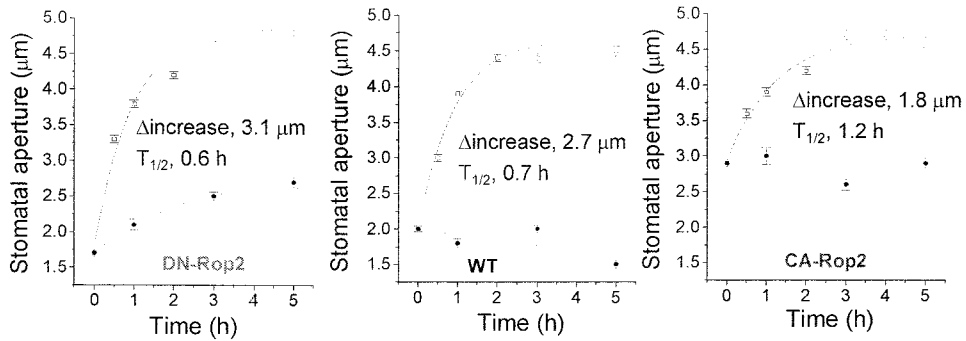 Stomatal aperture (μm)
5.0
4.5
4.0
3.5
3.0
2.5
2.0
1.5
Δincrease, 3.1 μm
T1/2, 0.6 h
DN-Rop2
0 1 2 3 4 5
Time (h)
Stomatal aperture (μm)
5.0
4.5
4.0
3.5
3.0
2.5
2.0
1.5
Δincrease, 2.7 μm
T1/2, 0.7 h
WT
0 1 2 3 4 5
Time (h)
Stomatal aperture (μm)
5.0
4.5
4.0
3.5
3.0
2.5
2.0
1.5
Δincrease, 1.8 μm
T1/2, 1.2 h
CA-Rop2
0 1 2 3 4 5
Time (h)